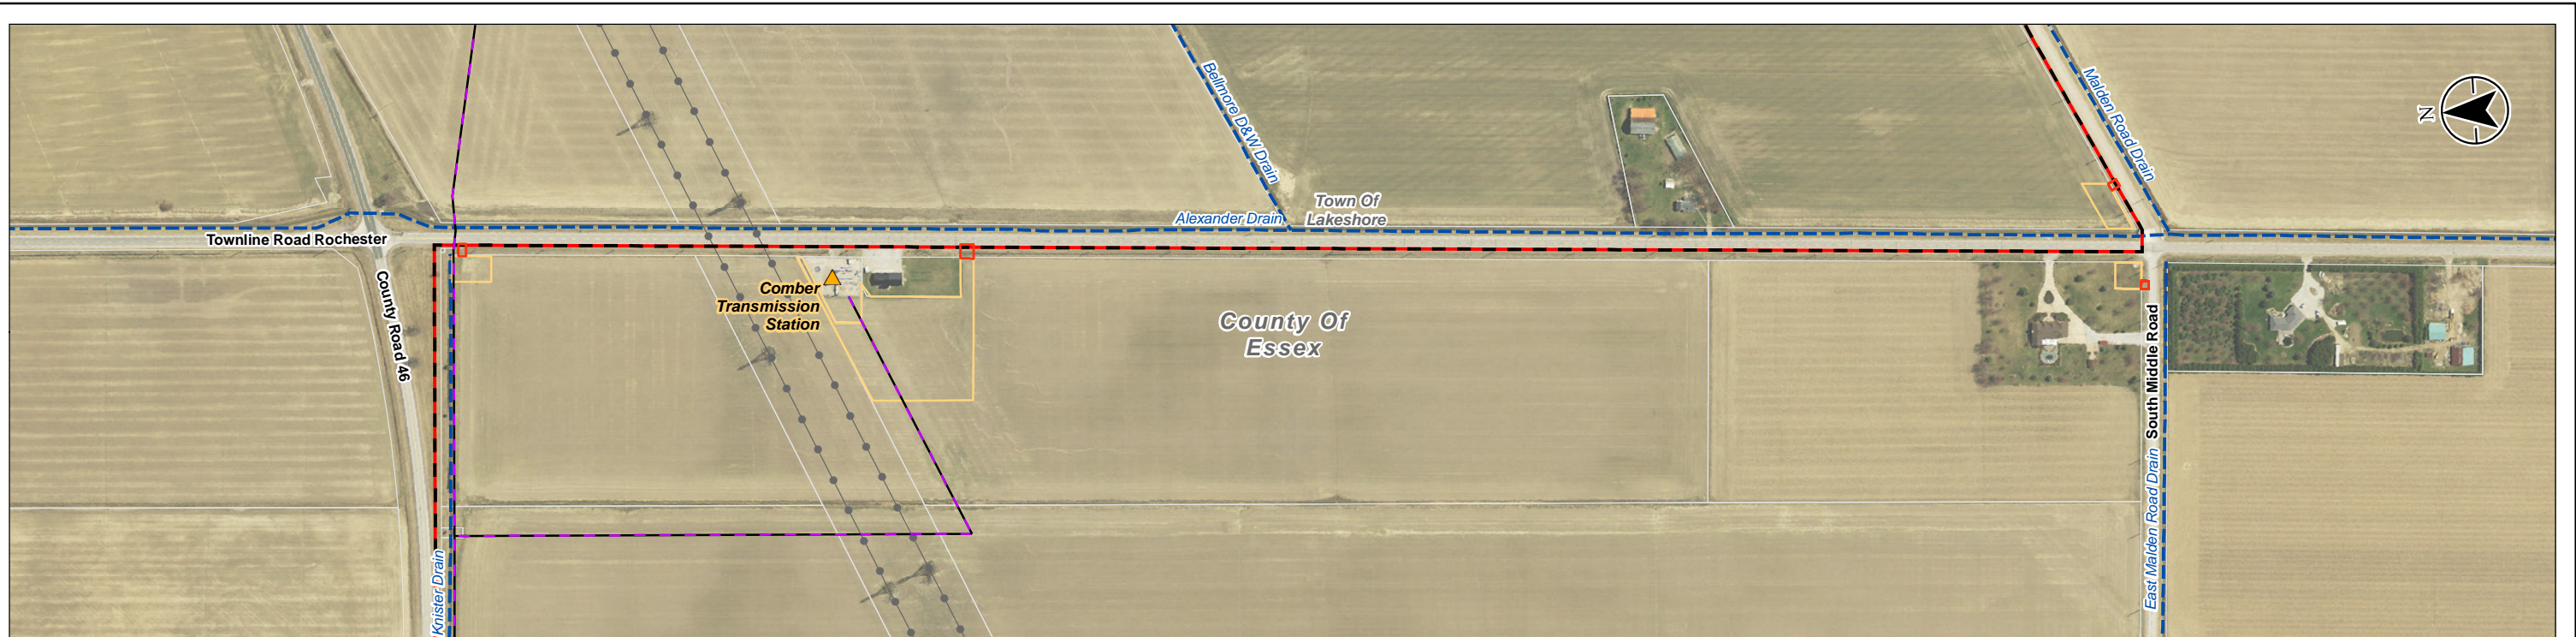 Bellmore D&W Drain
Malden Road Drain
N
Town Of
Lakeshore
Alexander Drain
Townline Road Rochester
County Road 46
Comber
Transmission
Station
County Of
Essex
South Middle Road
East Malden Road Drain
Knister Drain